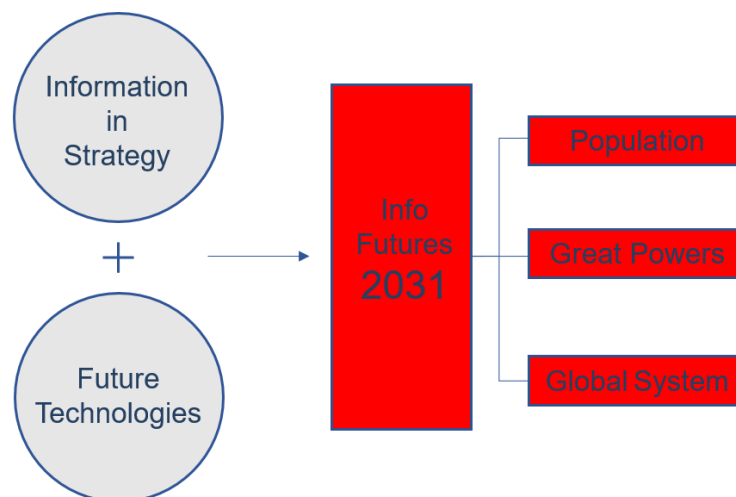 Information
in
Strategy
+
Future
Technologies
Info
Futures
2031
Population
Great Powers
Global System